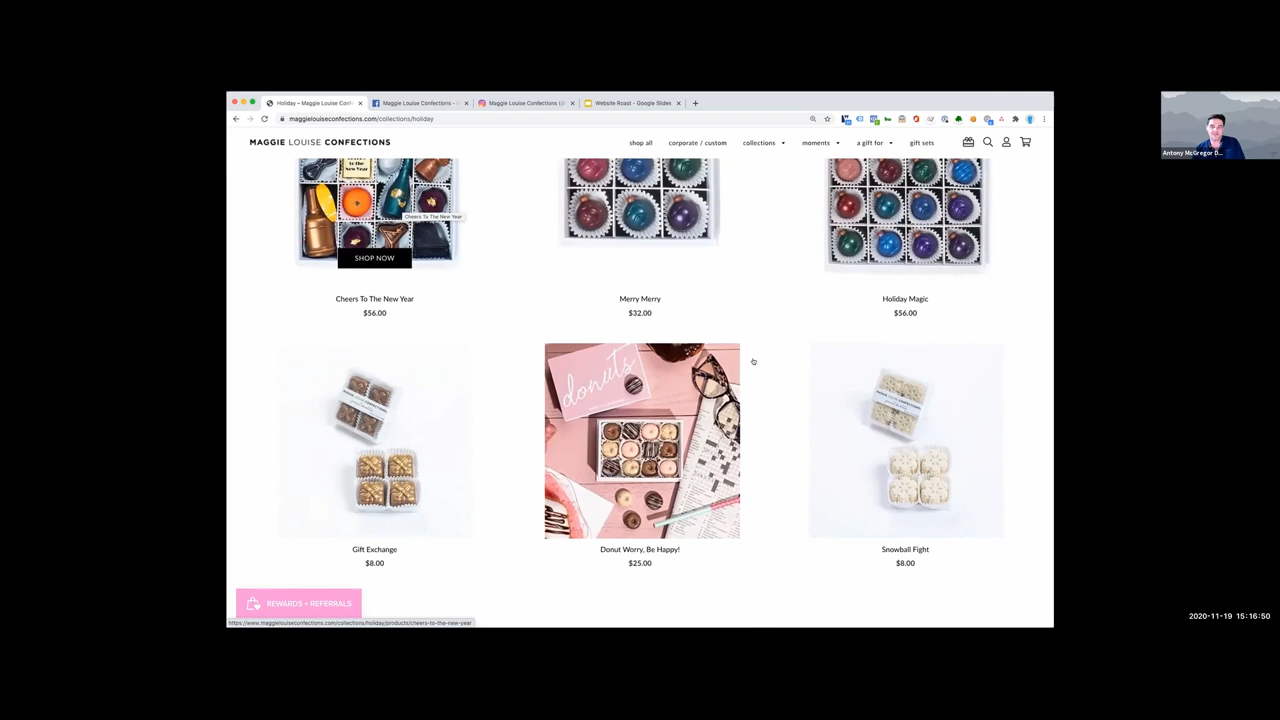 Holiday – Maggie Louise Conf
Maggie Louise Confections -
Maggie Louise Confections (@
Website Roast - Google Slides
maggielouiseconfections.com/collections/holiday
MAGGIE LOUISE CONFECTIONS
shop all
corporate / custom
collections
moments
a gift for
gift sets
Antony McGregor D...
to the
New Year
Cheers To The New Year
SHOP NOW
Cheers To The New Year
Merry Merry
Holiday Magic
$56.00
$32.00
$56.00
donuts
MAGGIE LOUISE CONFECTIONS
Gift Exchange
Donut Worry, Be Happy!
Snowball Fight
$8.00
$25.00
$8.00
REWARDS + REFERRALS
https://www.maggielouiseconfections.com/collections/holiday/products/cheers-to-the-new-year
2020-11-19 15:16:50